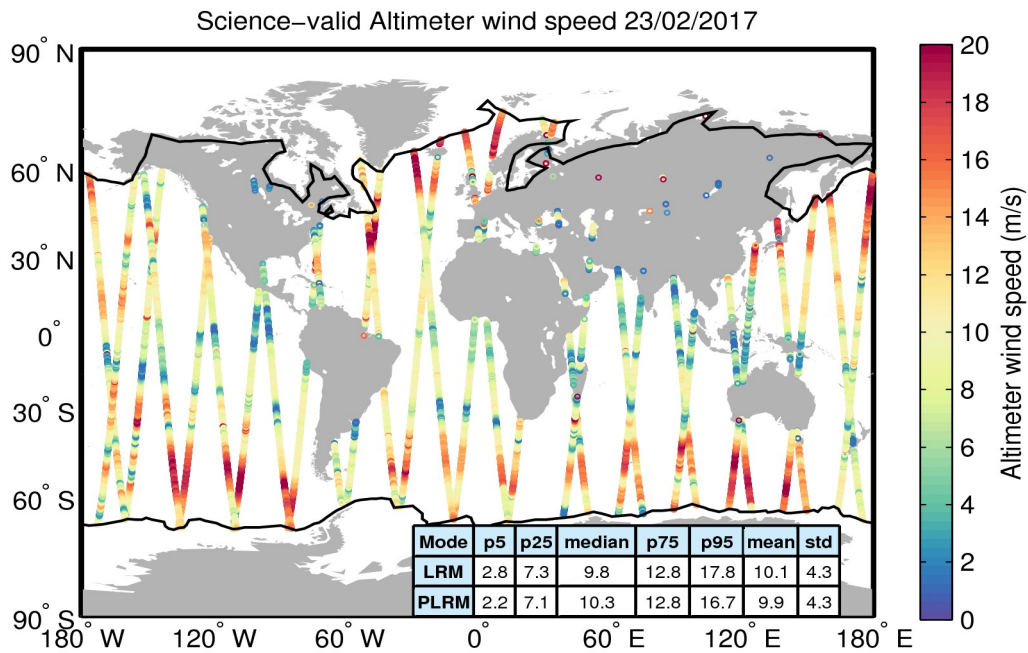 Science−valid Altimeter wind speed 23/02/2017
90° N
60° N
30° N
0°
30° S
60° S
90° S
180° W
120° W
60° W
0°
60° E
120° E
180° E
Mode p5 p25 median p75 p95 mean std
LRM 2.8 7.3 9.8 12.8 17.8 10.1 4.3
PLRM 2.2 7.1 10.3 12.8 16.7 9.9 4.3
20
18
16
14
12
10
8
6
4
2
0
Altimeter wind speed (m/s)